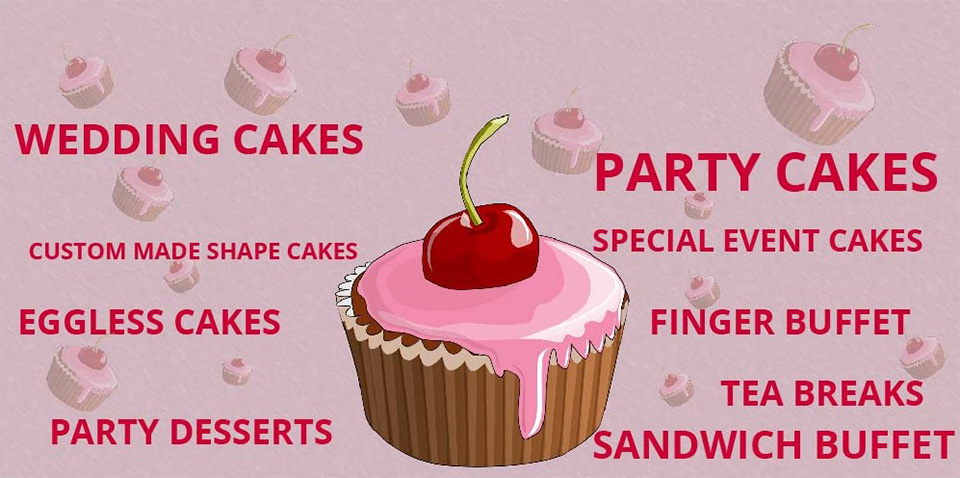 WEDDING CAKES
CUSTOM MADE SHAPE CAKES
EGGLESS CAKES
PARTY DESSERTS
PARTY CAKES
SPECIAL EVENT CAKES
FINGER BUFFET
TEA BREAKS
SANDWICH BUFFET